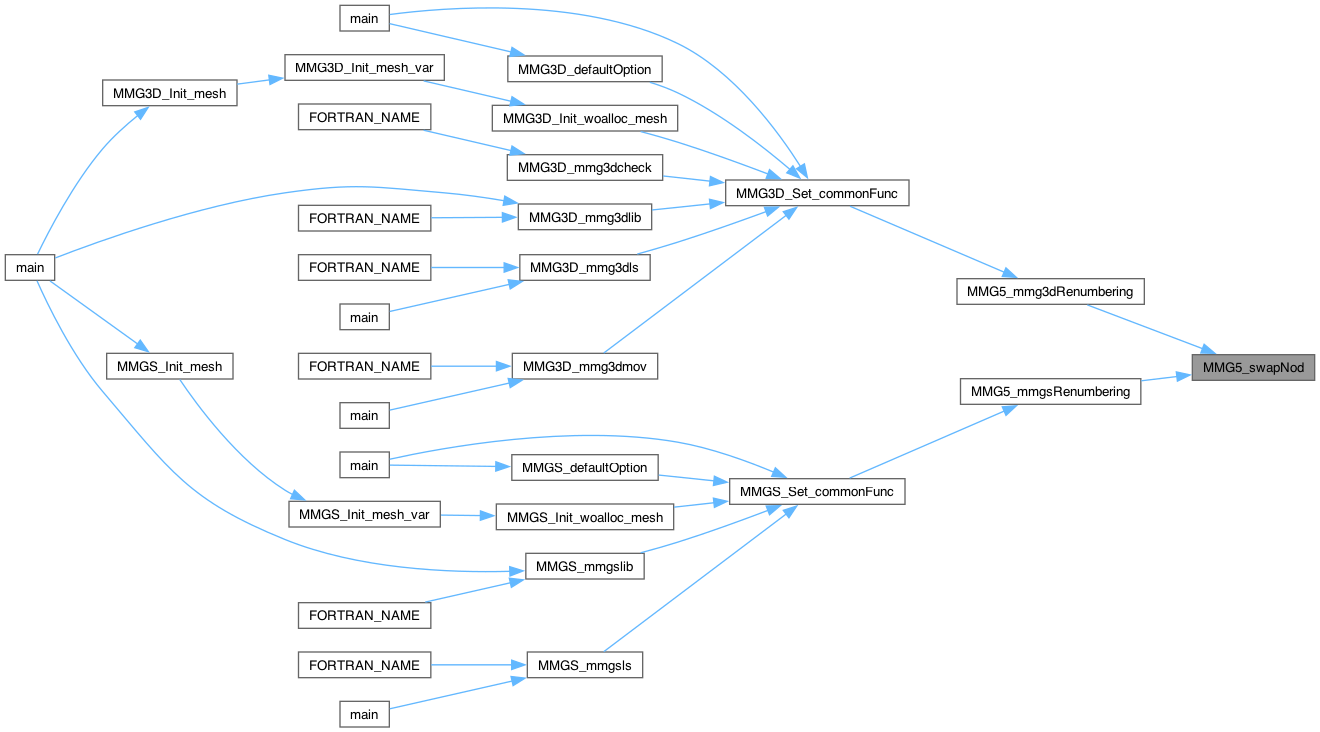 main
MMG3D_Init_mesh_var
MMG3D_defaultOption
MMG3D_Init_mesh
FORTRAN_NAME
MMG3D_Init_woalloc_mesh
MMG3D_mmg3dcheck
MMG3D_Set_commonFunc
FORTRAN_NAME
MMG3D_mmg3dlib
main
FORTRAN_NAME
MMG3D_mmg3dls
MMG5_mmg3dRenumbering
main
MMGS_Init_mesh
FORTRAN_NAME
MMG3D_mmg3dmov
MMG5_swapNod
MMG5_mmgsRenumbering
main
main
MMGS_defaultOption
MMGS_Set_commonFunc
MMGS_Init_mesh_var
MMGS_Init_woalloc_mesh
MMGS_mmgslib
FORTRAN_NAME
FORTRAN_NAME
MMGS_mmgsls
main